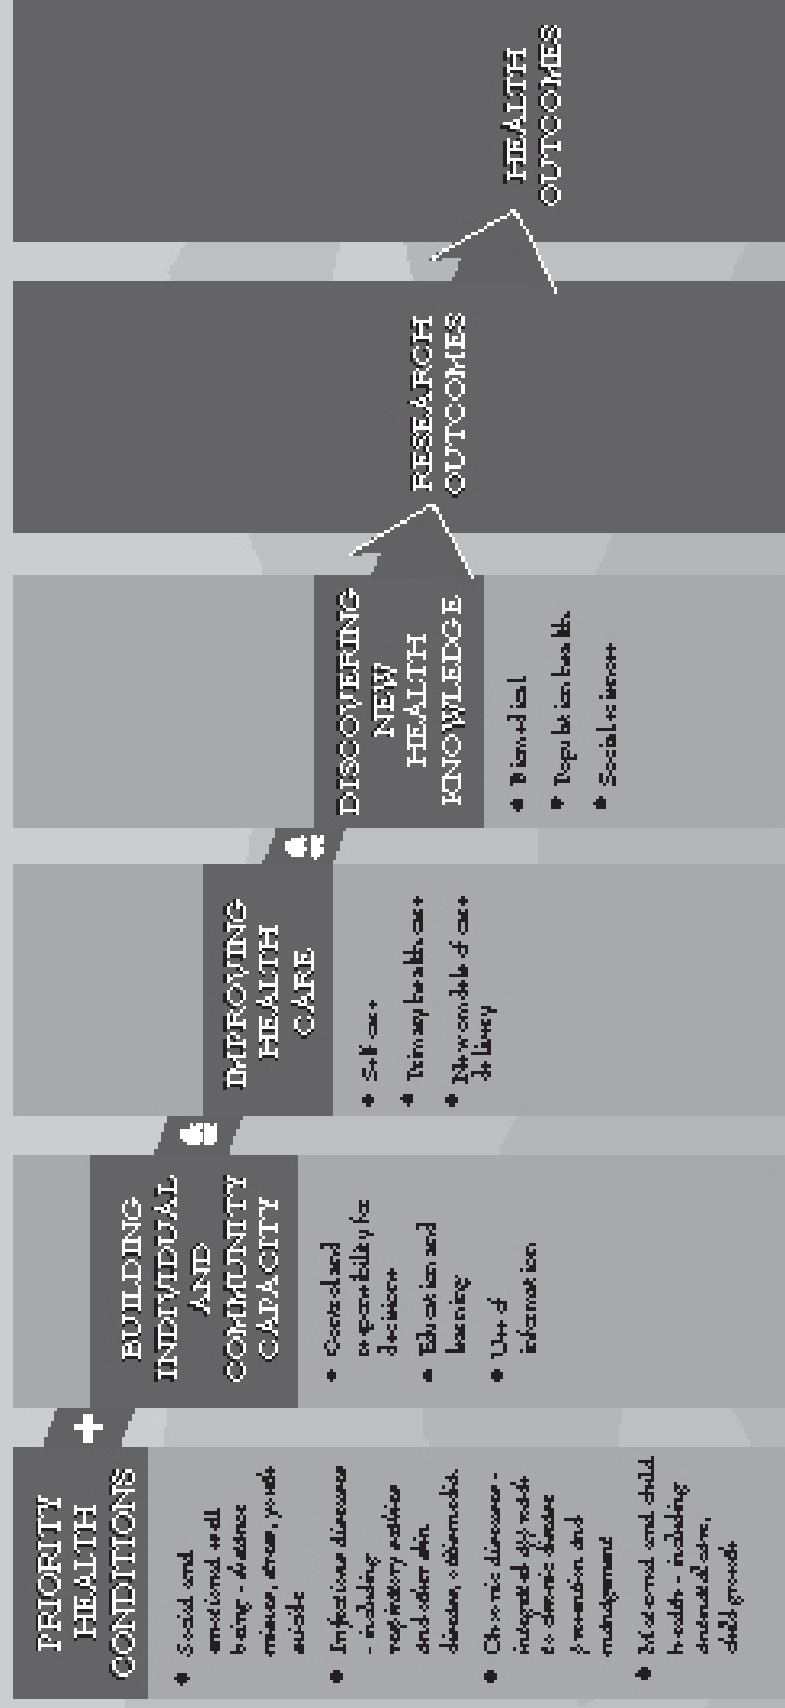 PRIORITY
HEALTH
CONDITIONS
• Social and
emotional well
being - substance
misuse, stress, youth
suicide
• Infectious diseases
- including
respiratory, scabies
and other skin
disease, otitis media.
• Chronic diseases -
integrated approach
to chronic disease
prevention and
management
• Maternal and child
health - including
antenatal care,
child growth
+
BUILDING
INDIVIDUAL
AND
COMMUNITY
CAPACITY
• Control and
responsibility for
decisions
• Education and
learning
• Use of
information
IMPROVING
HEALTH
CARE
• Self care
• Primary health care
• New models of care
delivery
DISCOVERING
NEW
HEALTH
KNOWLEDGE
• Biomedical
• Population health
• Social sciences
RESEARCH
OUTCOMES
HEALTH
OUTCOMES